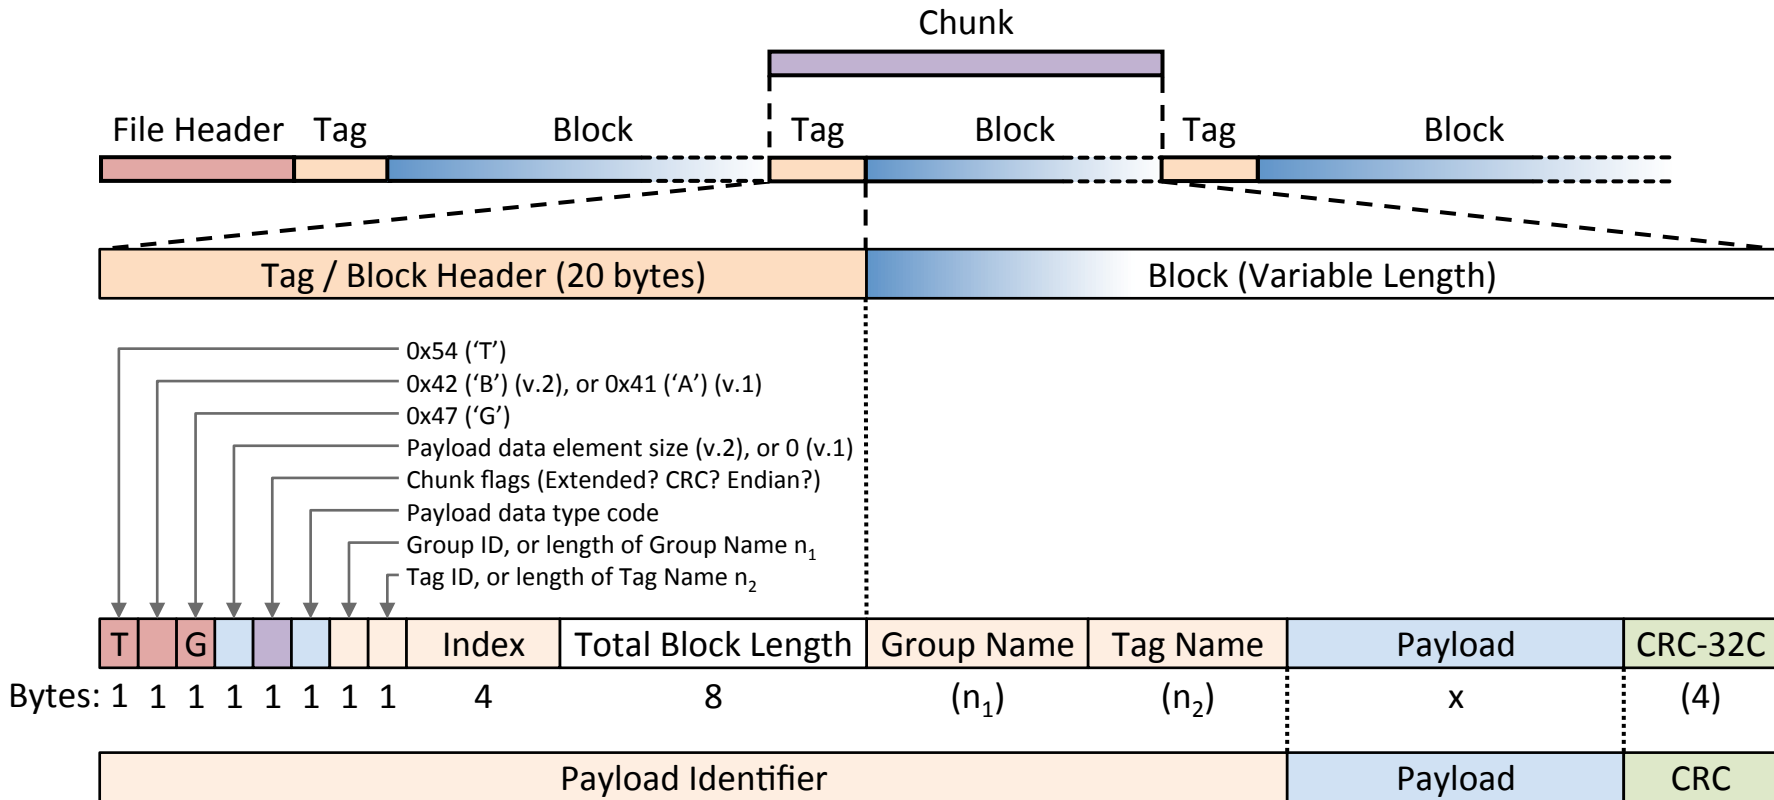 Chunk
File Header Tag Block Tag Block Tag Block
Tag / Block Header (20 bytes) Block (Variable Length)
0x54 (‘T’)
0x42 (‘B’) (v.2), or 0x41 (‘A’) (v.1)
0x47 (‘G’)
Payload data element size (v.2), or 0 (v.1)
Chunk flags (Extended? CRC? Endian?)
Payload data type code
Group ID, or length of Group Name n₁
Tag ID, or length of Tag Name n₂
T G Index Total Block Length Group Name Tag Name Payload CRC-32C
Bytes: 1 1 1 1 1 1 1 1 4 8 (n₁) (n₂) x (4)
Payload Identifier Payload CRC